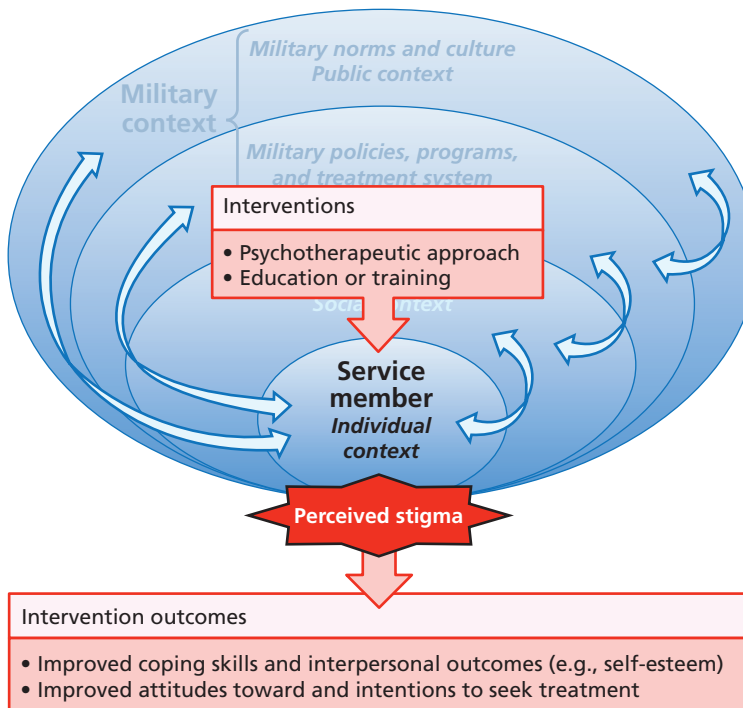 Military norms and culture
Public context
Military
context
Military policies, programs,
and treatment system
Interventions
• Psychotherapeutic approach
• Education or training
Social context
Service
member
Individual
context
Perceived stigma
Intervention outcomes
• Improved coping skills and interpersonal outcomes (e.g., self-esteem)
• Improved attitudes toward and intentions to seek treatment